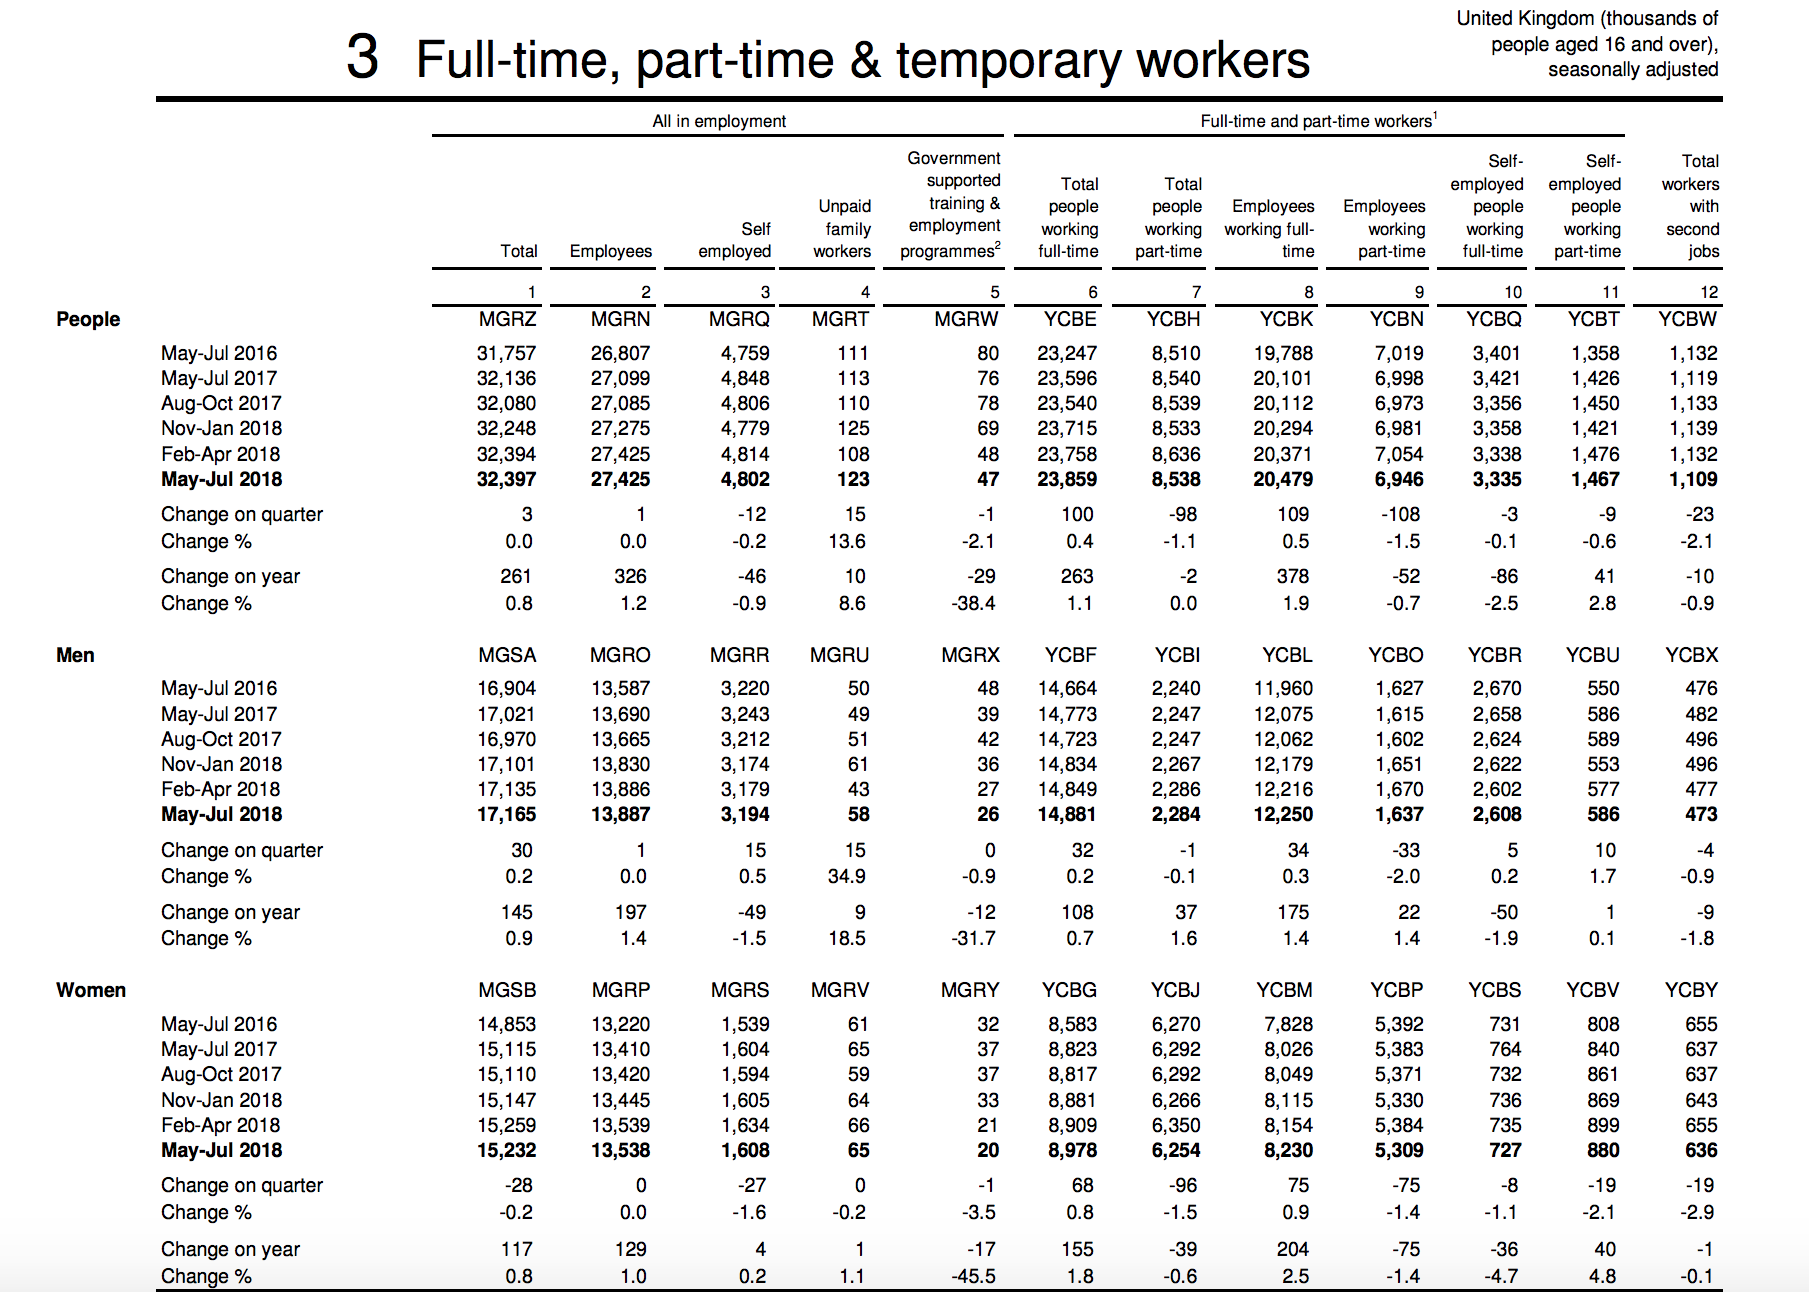 United Kingdom (thousands of
people aged 16 and over),
seasonally adjusted
3 Full-time, part-time & temporary workers
All in employment Full-time and part-time workers1
Total Employees Self employed Unpaid family workers Government supported training & employment programmes2 Total people working full-time Total people working part-time Employees working full-time Employees working part-time Self-employed people working full-time Self-employed people working part-time Total workers with second jobs
1 2 3 4 5 6 7 8 9 10 11 12
People MGRZ MGRN MGRQ MGRT MGRW YCBE YCBH YCBK YCBN YCBQ YCBT YCBW
May-Jul 2016 31,757 26,807 4,759 111 80 23,247 8,510 19,788 7,019 3,401 1,358 1,132
May-Jul 2017 32,136 27,099 4,848 113 76 23,596 8,540 20,101 6,998 3,421 1,426 1,119
Aug-Oct 2017 32,080 27,085 4,806 110 78 23,540 8,539 20,112 6,973 3,356 1,450 1,133
Nov-Jan 2018 32,248 27,275 4,779 125 69 23,715 8,533 20,294 6,981 3,358 1,421 1,139
Feb-Apr 2018 32,394 27,425 4,814 108 48 23,758 8,636 20,371 7,054 3,338 1,476 1,132
May-Jul 2018 32,397 27,425 4,802 123 47 23,859 8,538 20,479 6,946 3,335 1,467 1,109
Change on quarter 3 1 -12 15 -1 100 -98 109 -108 -3 -9 -23
Change % 0.0 0.0 -0.2 13.6 -2.1 0.4 -1.1 0.5 -1.5 -0.1 -0.6 -2.1
Change on year 261 326 -46 10 -29 263 -2 378 -52 -86 41 -10
Change % 0.8 1.2 -0.9 8.6 -38.4 1.1 0.0 1.9 -0.7 -2.5 2.8 -0.9
Men MGSA MGRO MGRR MGRU MGRX YCBF YCBI YCBL YCBO YCBR YCBU YCBX
May-Jul 2016 16,904 13,587 3,220 50 48 14,664 2,240 11,960 1,627 2,670 550 476
May-Jul 2017 17,021 13,690 3,243 49 39 14,773 2,247 12,075 1,615 2,658 586 482
Aug-Oct 2017 16,970 13,665 3,212 51 42 14,723 2,247 12,062 1,602 2,624 589 496
Nov-Jan 2018 17,101 13,830 3,174 61 36 14,834 2,267 12,179 1,651 2,622 553 496
Feb-Apr 2018 17,135 13,886 3,179 43 27 14,849 2,286 12,216 1,670 2,602 577 477
May-Jul 2018 17,165 13,887 3,194 58 26 14,881 2,284 12,250 1,637 2,608 586 473
Change on quarter 30 1 15 15 0 32 -1 34 -33 5 10 -4
Change % 0.2 0.0 0.5 34.9 -0.9 0.2 -0.1 0.3 -2.0 0.2 1.7 -0.9
Change on year 145 197 -49 9 -12 108 37 175 22 -50 1 -9
Change % 0.9 1.4 -1.5 18.5 -31.7 0.7 1.6 1.4 1.4 -1.9 0.1 -1.8
Women MGSB MGRP MGRS MGRV MGRY YCBG YCBJ YCBM YCBP YCBS YCBV YCBY
May-Jul 2016 14,853 13,220 1,539 61 32 8,583 6,270 7,828 5,392 731 808 655
May-Jul 2017 15,115 13,410 1,604 65 37 8,823 6,292 8,026 5,383 764 840 637
Aug-Oct 2017 15,110 13,420 1,594 59 37 8,817 6,292 8,049 5,371 732 861 637
Nov-Jan 2018 15,147 13,445 1,605 64 33 8,881 6,266 8,115 5,330 736 869 643
Feb-Apr 2018 15,259 13,539 1,634 66 21 8,909 6,350 8,154 5,384 735 899 655
May-Jul 2018 15,232 13,538 1,608 65 20 8,978 6,254 8,230 5,309 727 880 636
Change on quarter -28 0 -27 0 -1 68 -96 75 -75 -8 -19 -19
Change % -0.2 0.0 -1.6 -0.2 -3.5 0.8 -1.5 0.9 -1.4 -1.1 -2.1 -2.9
Change on year 117 129 4 1 -17 155 -39 204 -75 -36 40 -1
Change % 0.8 1.0 0.2 1.1 -45.5 1.8 -0.6 2.5 -1.4 -4.7 4.8 -0.1